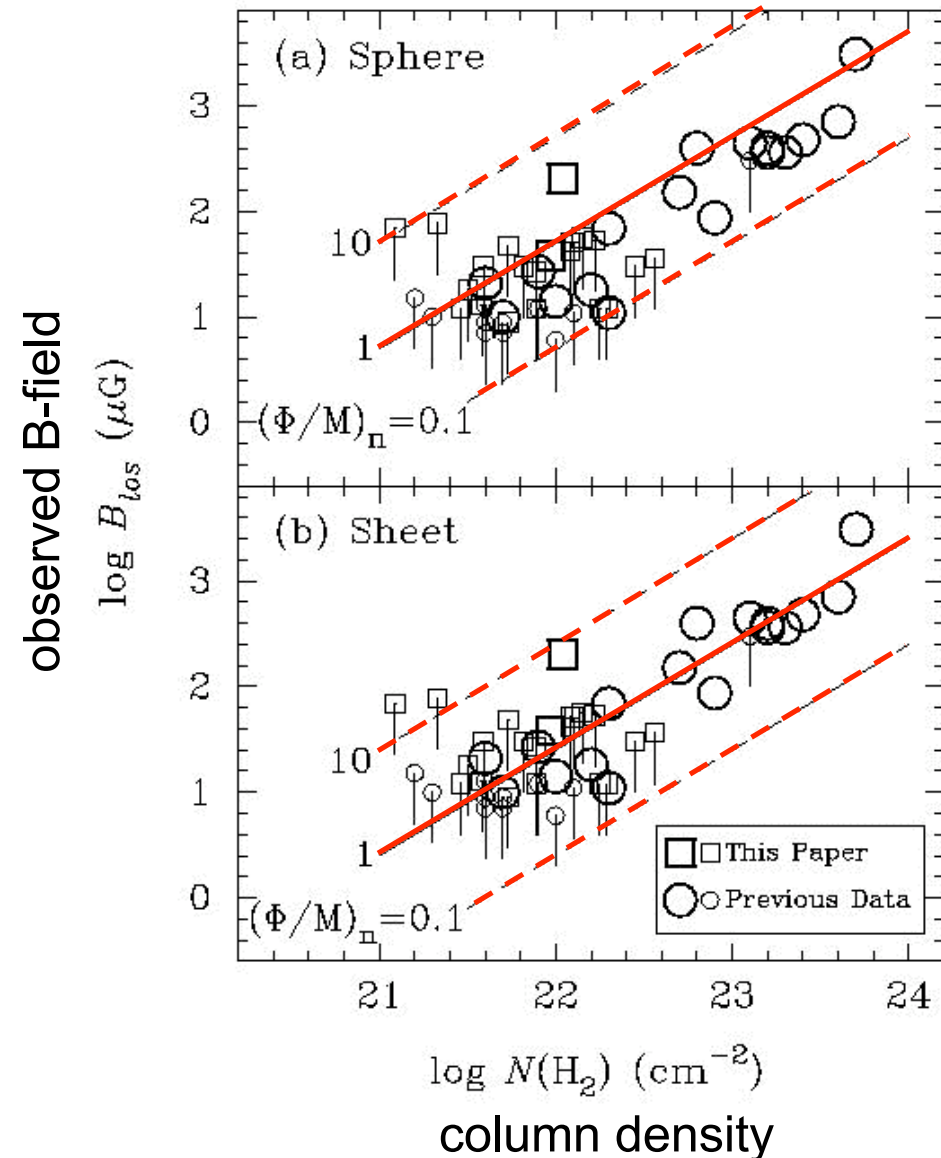 (a) Sphere
3
2
10
1
1
0
(Φ/M)n=0.1
(b) Sheet
3
2
10
1
1
0
(Φ/M)n=0.1
□□This Paper
○○Previous Data
21 22 23 24
log N(H₂) (cm⁻²)
column density
observed B-field
log Blos (μG)